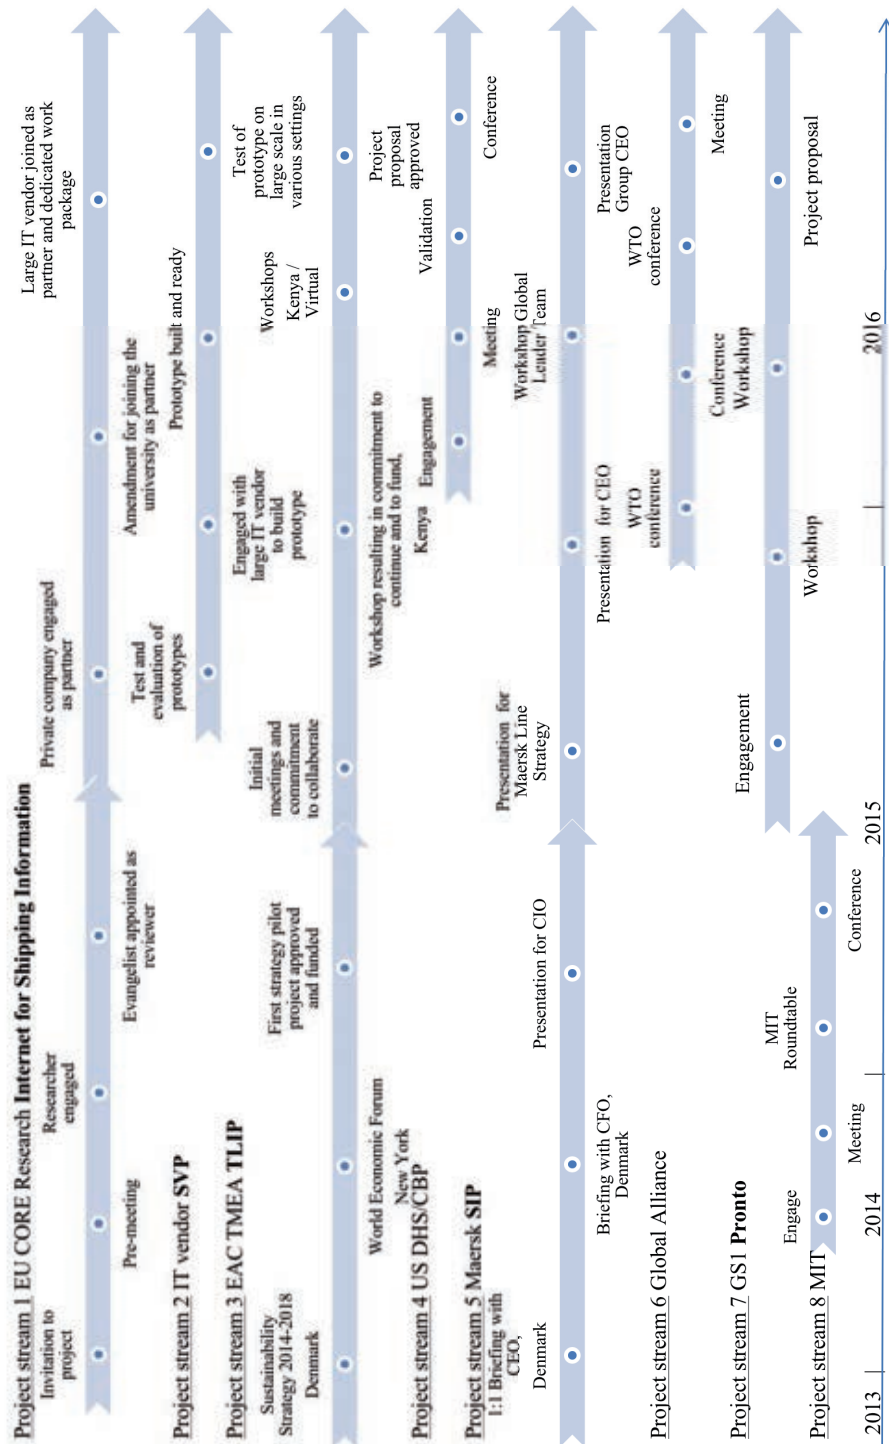 Project stream 1 EU CORE Research Internet for Shipping Information
Invitation to
project
Pre-meeting
Researcher
engaged
Evangelist appointed as
reviewer
Private company engaged
as partner
Amendment for joining the
university as partner
Large IT vendor joined as
partner and dedicated work
package
Project stream 2 IT vendor SVP
Test and
evaluation of
prototypes
Engaged with
large IT vendor
to build
prototype
Prototype built and ready
Test of
prototype on
large scale in
various settings
Project stream 3 EAC TMEA TLIP
Sustainability
Strategy 2014-2018
Denmark
World Economic Forum
New York
First strategy pilot
project approved
and funded
Initial
meetings and
commitment
to collaborate
Workshop resulting in commitment to
continue and to fund,
Kenya
Workshops
Kenya /
Virtual
Project
proposal
approved
Project stream 4 US DHS/CBP
Engagement
Meeting
Validation
Conference
Project stream 5 Maersk SIP
1:1 Briefing with
CEO,
Denmark
Briefing with CFO,
Denmark
Presentation for CIO
Presentation for
Maersk Line
Strategy
Presentation for CEO
Workshop Global
Leader Team
Presentation
Group CEO
Project stream 6 Global Alliance
WTO
conference
Conference
WTO
conference
Meeting
Project stream 7 GS1 Pronto
Engagement
Workshop
Workshop
Project proposal
Project stream 8 MIT
Engage
Meeting
MIT
Roundtable
Conference
2013
2014
2015
2016